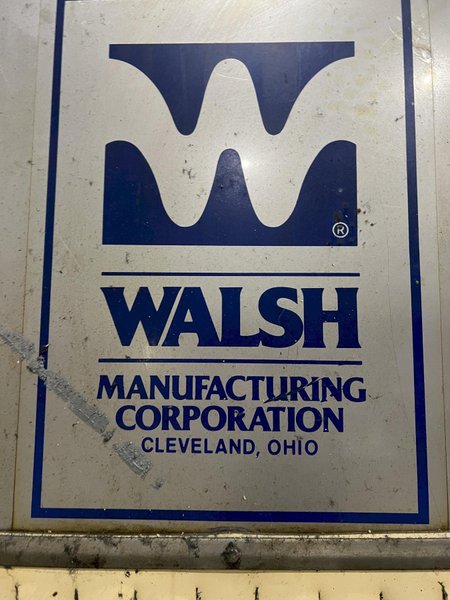 ®
WALSH
MANUFACTURING
CORPORATION
CLEVELAND, OHIO